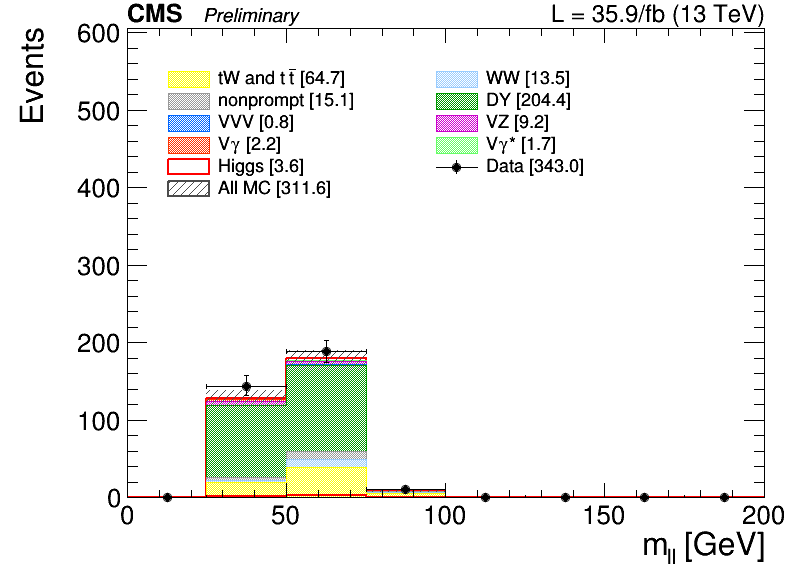 CMS Preliminary L = 35.9/fb (13 TeV)
Events
600
500
400
300
200
100
0
tW and tt̅ [64.7]
nonprompt [15.1]
VVV [0.8]
Vγ [2.2]
Higgs [3.6]
All MC [311.6]
WW [13.5]
DY [204.4]
VZ [9.2]
Vγ* [1.7]
Data [343.0]
0 50 100 150 200
m_ll [GeV]